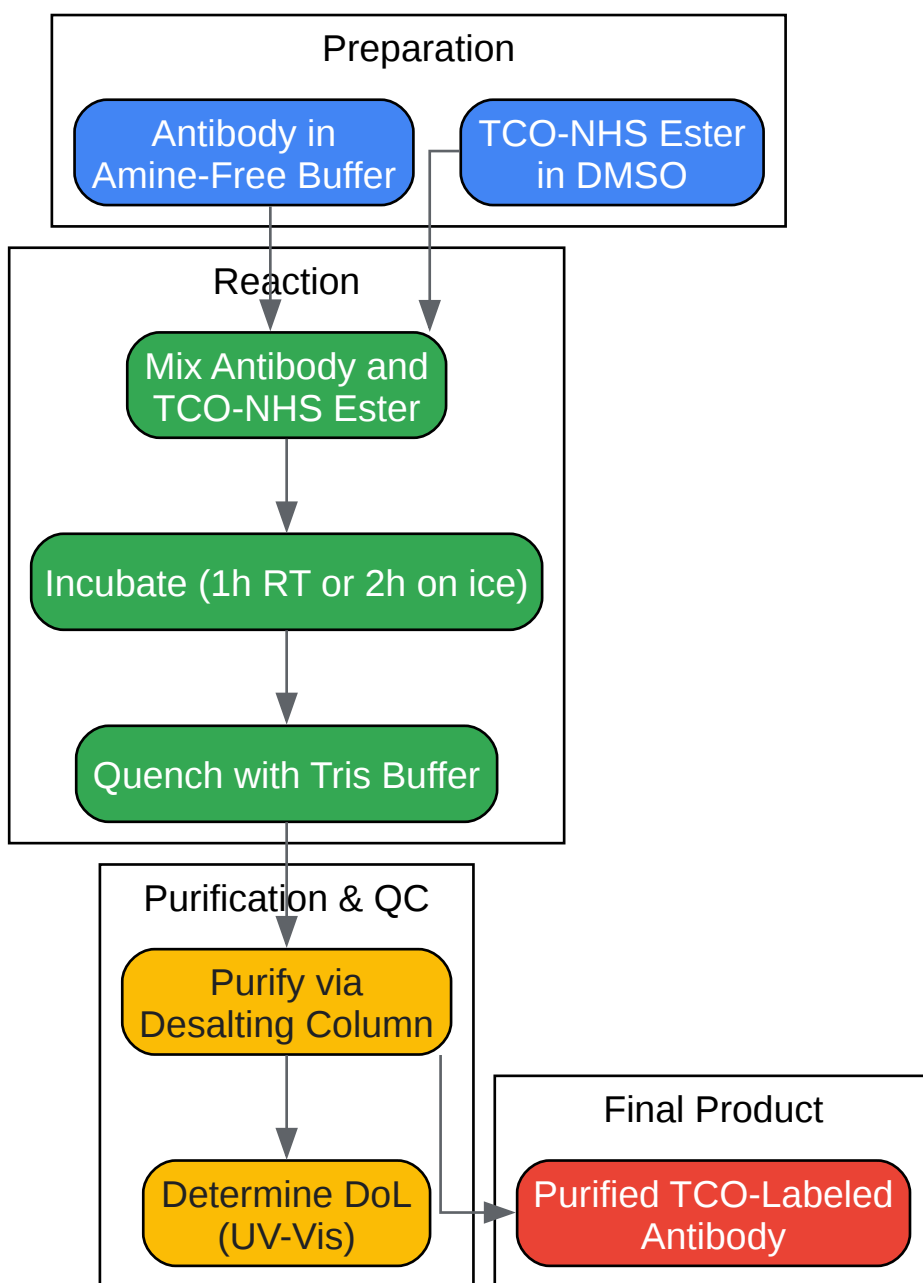 Preparation
Antibody in
Amine-Free Buffer
TCO-NHS Ester
in DMSO
Reaction
Mix Antibody and
TCO-NHS Ester
Incubate (1h RT or 2h on ice)
Quench with Tris Buffer
Purification & QC
Purify via
Desalting Column
Determine DoL
(UV-Vis)
Final Product
Purified TCO-Labeled
Antibody